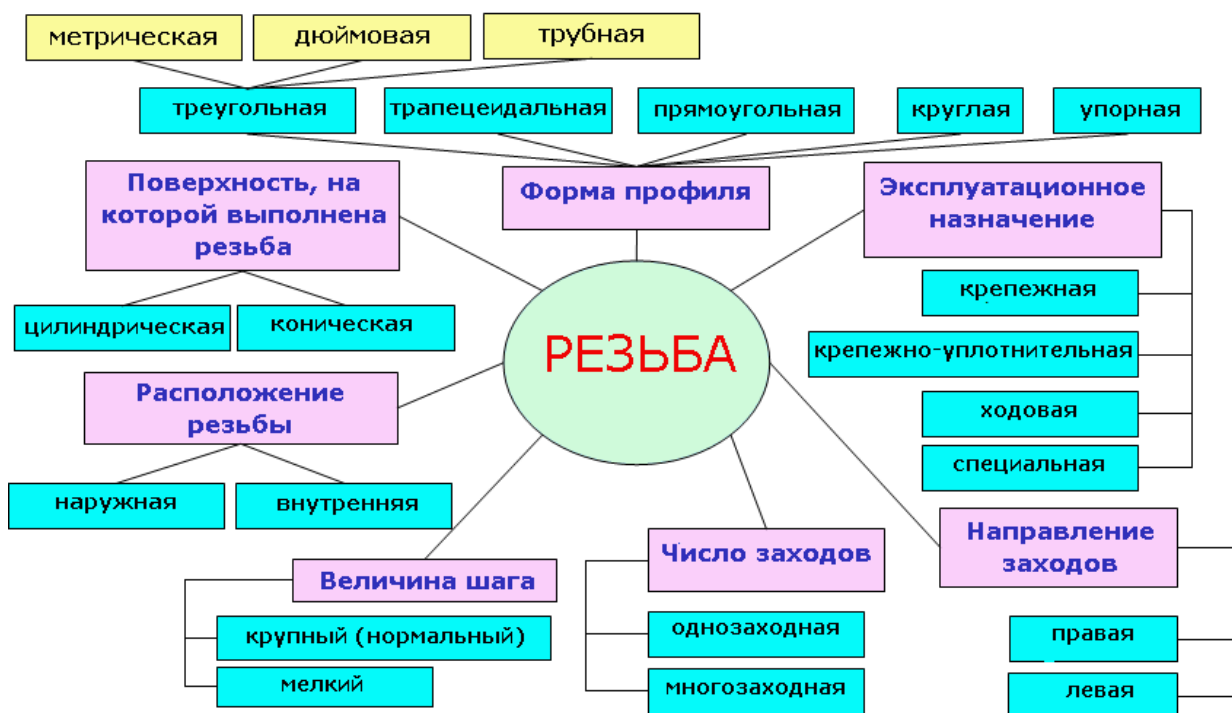 метрическая
дюймовая
трубная
треугольная
трапецеидальная
прямоугольная
круглая
упорная
Поверхность, на
которой выполнена
резьба
Форма профиля
Эксплуатационное
назначение
цилиндрическая
коническая
РЕЗЬБА
крепежная
крепежно-уплотнительная
ходовая
специальная
Расположение
резьбы
наружная
внутренняя
Величина шага
крупный (нормальный)
мелкий
Число заходов
однозаходная
многозаходная
Направление
заходов
правая
левая